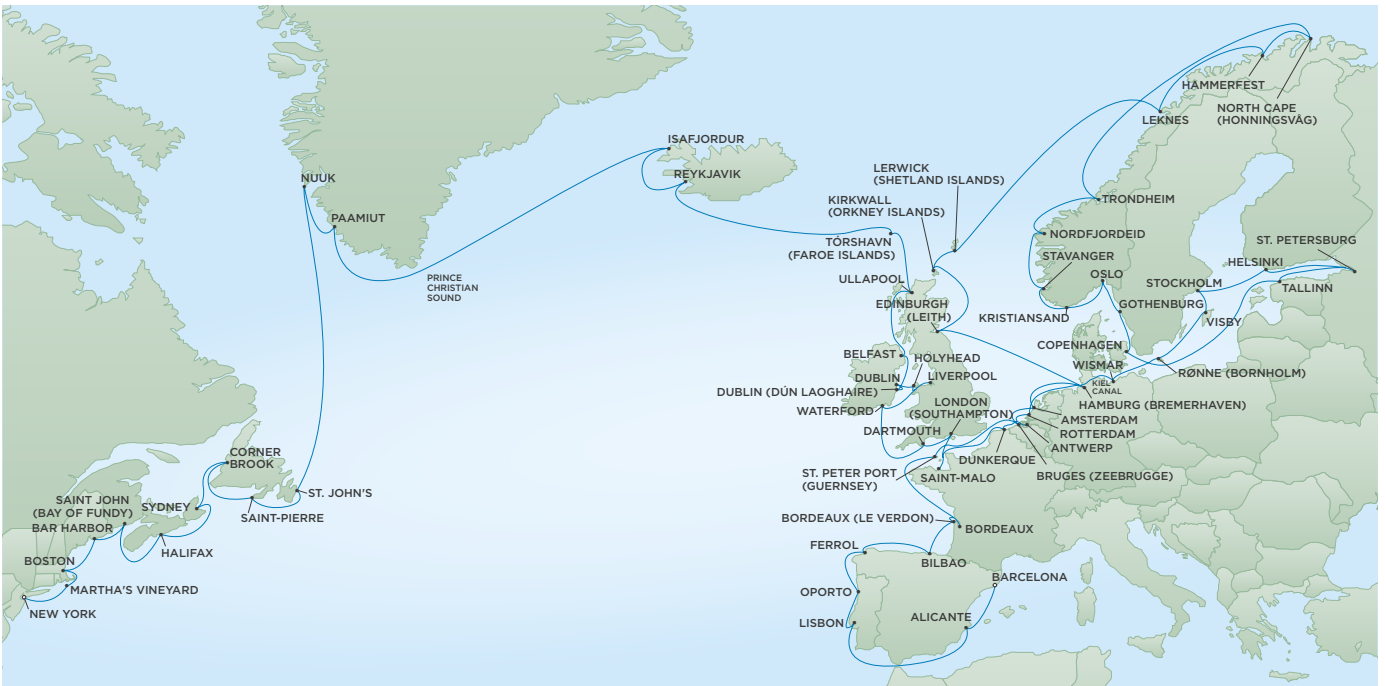 HAMMERFEST
NORTH CAPE
(HONNINGSVÅG)
LEKNES
ISAFJORDUR
REYKJAVIK
NUUK
PAAMIUT
PRINCE
CHRISTIAN
SOUND
LERWICK
(SHETLAND ISLANDS)
KIRKWALL
(ORKNEY ISLANDS)
TÓRSHAVN
(FAROE ISLANDS)
TRONDHEIM
NORDFJORDEID
STAVANGER
ST. PETERSBURG
HELSINKI
OSLO
STOCKHOLM
TALLINN
ULLAPOOL
EDINBURGH
(LEITH)
KRISTIANSAND
GOTHENBURG
VISBY
COPENHAGEN
BELFAST
HOLYHEAD
WISMAR
RØNNE (BORNHOLM)
DUBLIN
LIVERPOOL
KIEL
CANAL
DUBLIN (DÚN LAOGHAIRE)
WATERFORD
LONDON
(SOUTHAMPTON)
HAMBURG (BREMERHAVEN)
AMSTERDAM
ROTTERDAM
ANTWERP
DARTMOUTH
DUNKERQUE
ST. PETER PORT
(GUERNSEY)
SAINT-MALO
BRUGES (ZEEBRUGGE)
CORNER
BROOK
ST. JOHN'S
SAINT-PIERRE
SAINT JOHN
(BAY OF FUNDY)
SYDNEY
BAR HARBOR
HALIFAX
BOSTON
MARTHA'S VINEYARD
NEW YORK
BORDEAUX (LE VERDON)
BORDEAUX
FERROL
BILBAO
BARCELONA
OPORTO
LISBON
ALICANTE